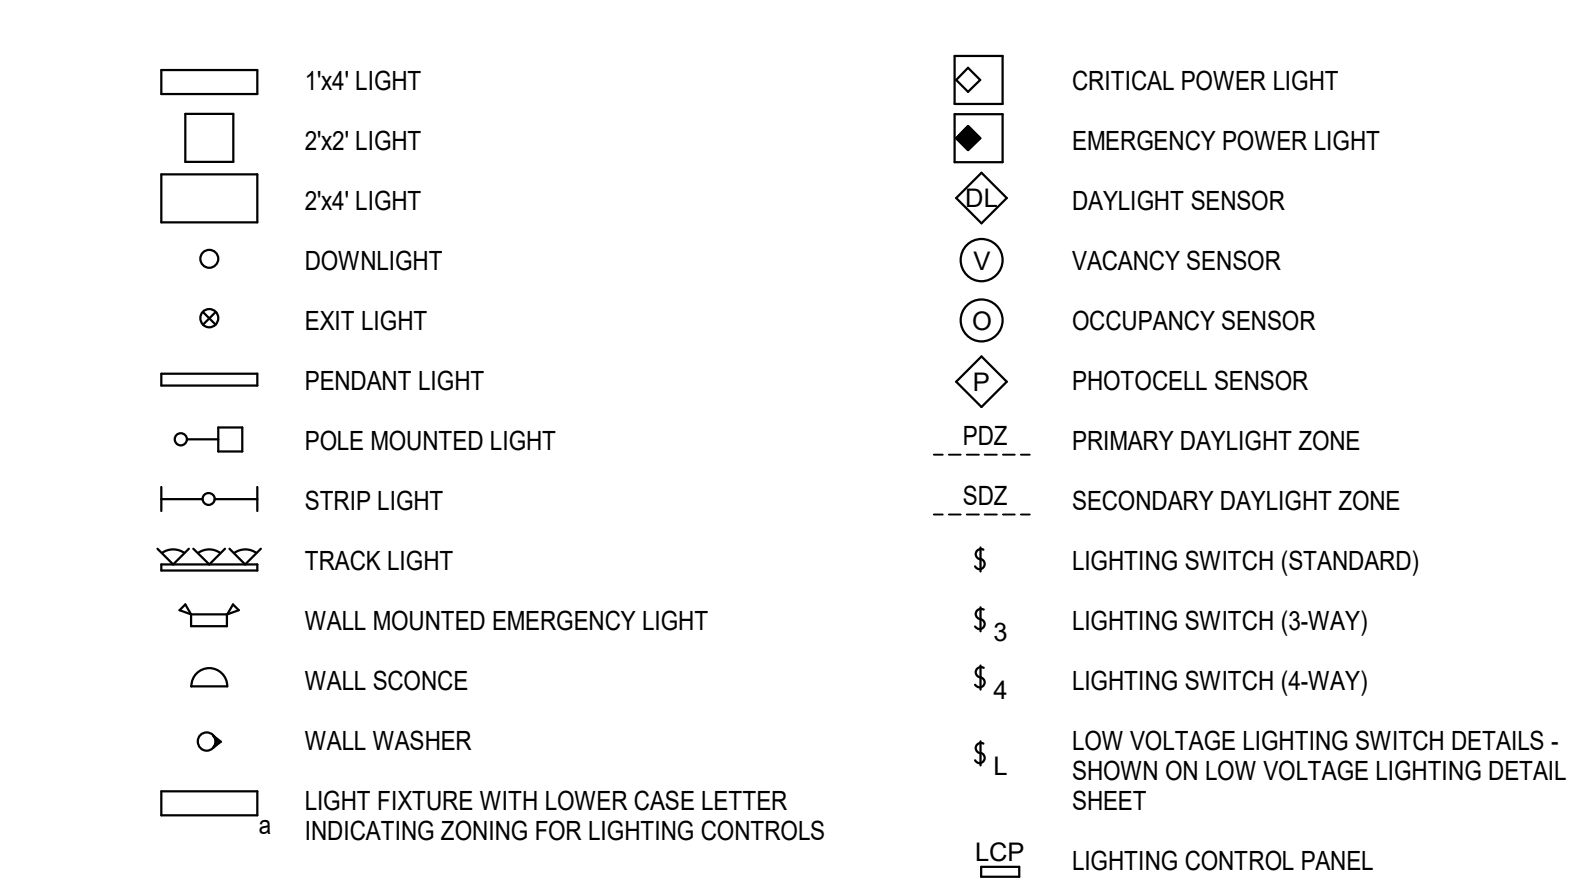 1'x4' LIGHT
2'x2' LIGHT
2'x4' LIGHT
DOWNLIGHT
EXIT LIGHT
PENDANT LIGHT
POLE MOUNTED LIGHT
STRIP LIGHT
TRACK LIGHT
WALL MOUNTED EMERGENCY LIGHT
WALL SCONCE
WALL WASHER
a LIGHT FIXTURE WITH LOWER CASE LETTER
INDICATING ZONING FOR LIGHTING CONTROLS
CRITICAL POWER LIGHT
EMERGENCY POWER LIGHT
DL DAYLIGHT SENSOR
V VACANCY SENSOR
O OCCUPANCY SENSOR
P PHOTOCELL SENSOR
PDZ PRIMARY DAYLIGHT ZONE
SDZ SECONDARY DAYLIGHT ZONE
$ LIGHTING SWITCH (STANDARD)
$3 LIGHTING SWITCH (3-WAY)
$4 LIGHTING SWITCH (4-WAY)
$L LOW VOLTAGE LIGHTING SWITCH DETAILS -
SHOWN ON LOW VOLTAGE LIGHTING DETAIL
SHEET
LCP LIGHTING CONTROL PANEL